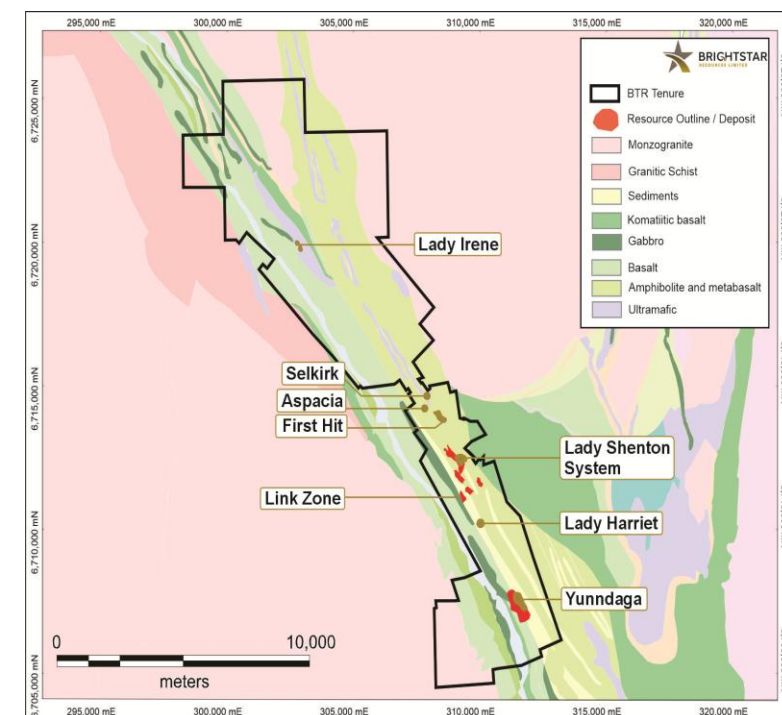 295,000 mE 300,000 mE 305,000 mE 310,000 mE 315,000 mE 320,000 mE
BRIGHTSTAR
RESOURCES LIMITED
BTR Tenure
Resource Outline / Deposit
Monzogranite
Granitic Schist
Sediments
Komatiitic basalt
Gabbro
Basalt
Amphibolite and metabasalt
Ultramafic
6,725,000 mN
6,720,000 mN
6,715,000 mN
6,710,000 mN
6,705,000 mN
Lady Irene
Selkirk
Aspacia
First Hit
Lady Shenton
System
Link Zone
Lady Harriet
Yunndaga
0 10,000
meters
295,000 mE 300,000 mE 305,000 mE 310,000 mE 315,000 mE 320,000 mE